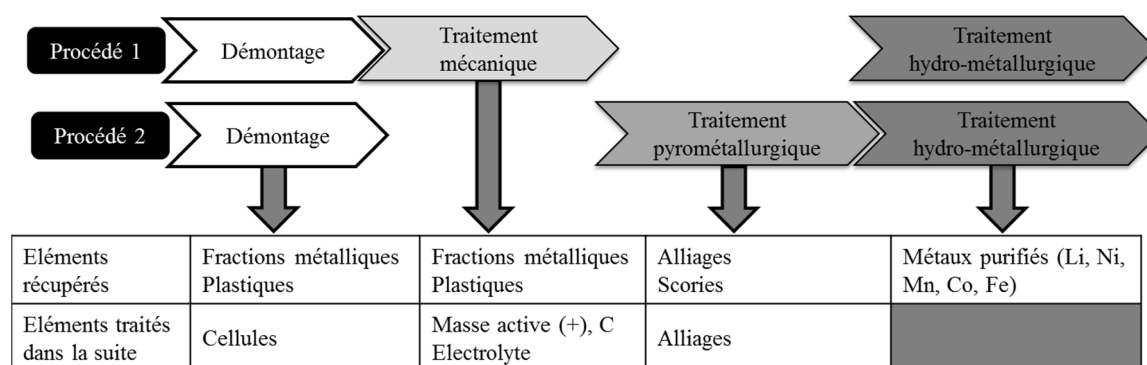 Procédé 1
Démontage
Traitement
mécanique
Traitement
hydro-métallurgique
Procédé 2
Démontage
Traitement
pyrométallurgique
Traitement
hydro-métallurgique
Eléments
récupérés
Fractions métalliques
Plastiques
Fractions métalliques
Plastiques
Alliages
Scories
Métaux purifiés (Li, Ni,
Mn, Co, Fe)
Eléments traités
dans la suite
Cellules
Masse active (+), C
Electrolyte
Alliages